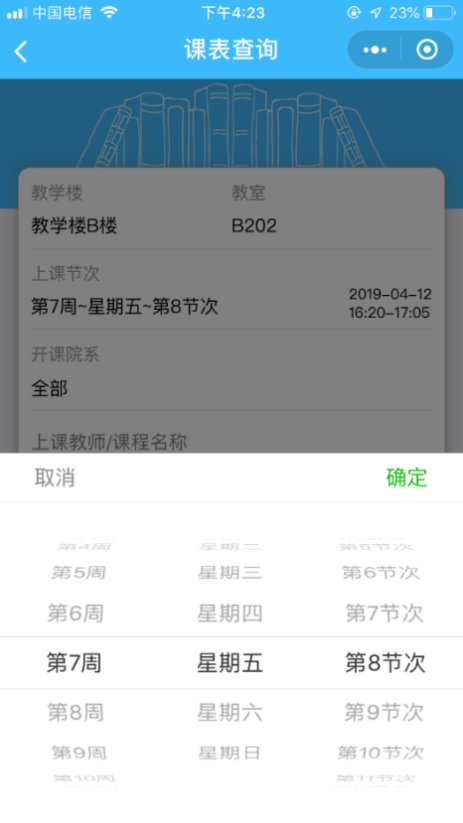 中国电信 下午4:23 23%
课表查询
教学楼 教室
教学楼B楼 B202
上课节次
第7周~星期五~第8节次 2019-04-12
16:20-17:05
开课院系
全部
上课教师/课程名称
取消 确定
第4周 星期二 第5节次
第5周 星期三 第6节次
第6周 星期四 第7节次
第7周 星期五 第8节次
第8周 星期六 第9节次
第9周 星期日 第10节次
第10周 第11节次